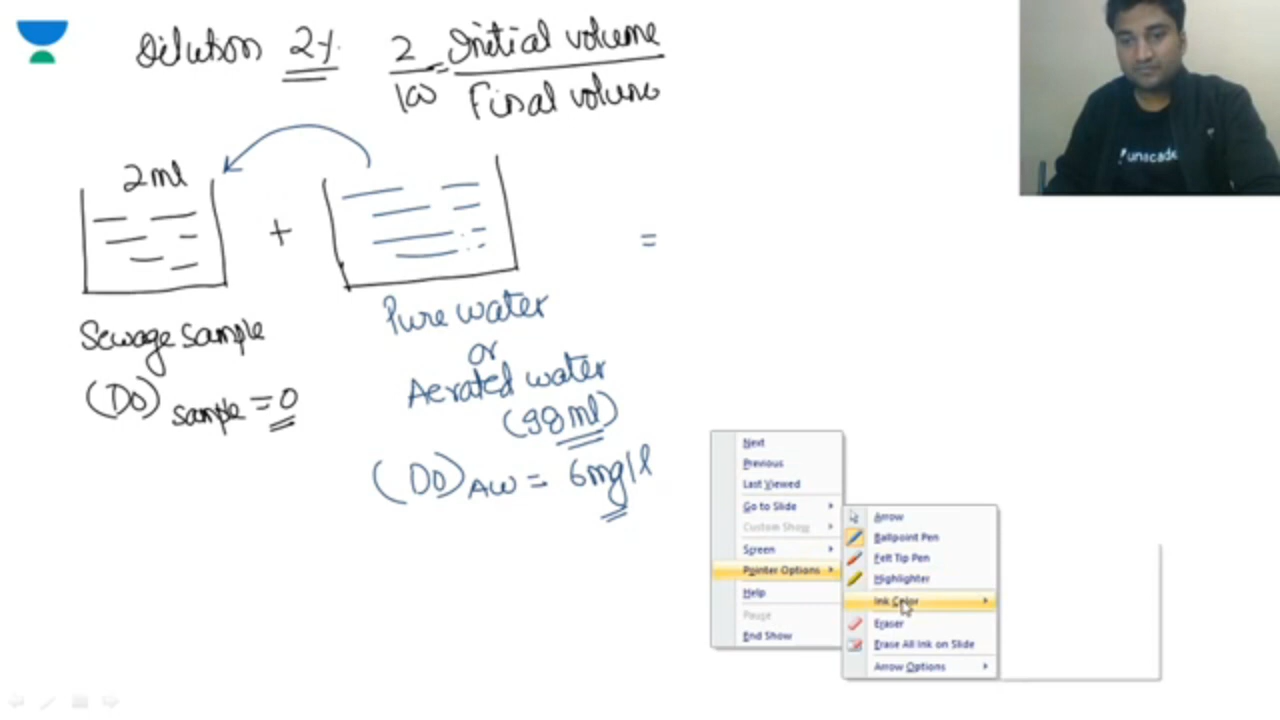 Dilution 2%  2/100 = Initial volume / Final volume
2ml
+
=
Sewage sample
(DO) sample = 0
Pure water
or
Aerated water
(98ml)
(DO)AW = 6mg/l
unacade
Next
Previous
Last Viewed
Go to Slide
Custom Show
Screen
Pointer Options
Help
Pause
End Show
Arrow
Ballpoint Pen
Felt Tip Pen
Highlighter
Ink Color
Eraser
Erase All Ink on Slide
Arrow Options